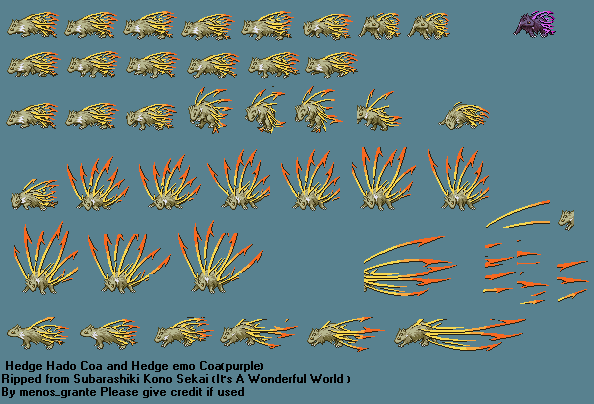 Hedge Hado Coa and Hedge emo Coa(purple)
Ripped from Subarashiki Kono Sekai (It's A Wonderful World )
By menos_grante Please give credit if used